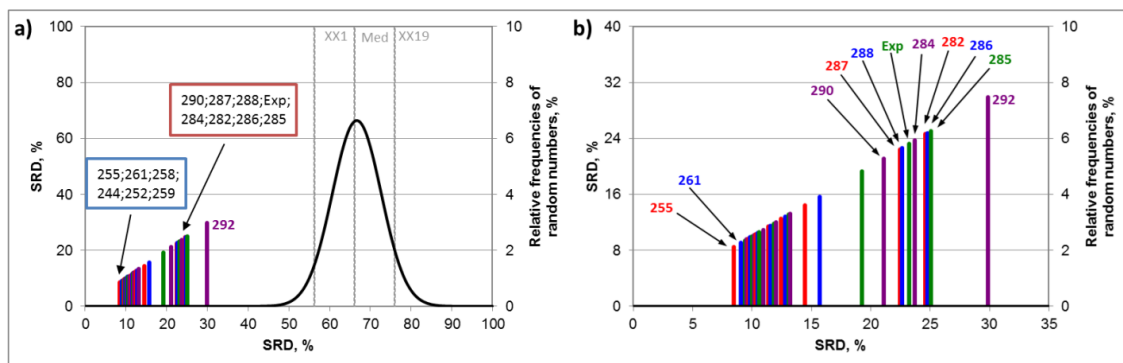 a)
100
80
60
40
20
0
SRD, %
XX1
Med
XX19
290;287;288;Exp;
284;282;286;285
255;261;258;
244;252;259
292
10
8
6
4
2
0
Relative frequencies of
random numbers, %
0 10 20 30 40 50 60 70 80 90 100
SRD, %
b)
40
32
24
16
8
0
SRD, %
255
261
290
287
288
Exp
284
282
286
285
292
10
8
6
4
2
0
Relative frequencies of
random numbers, %
0 5 10 15 20 25 30 35
SRD, %